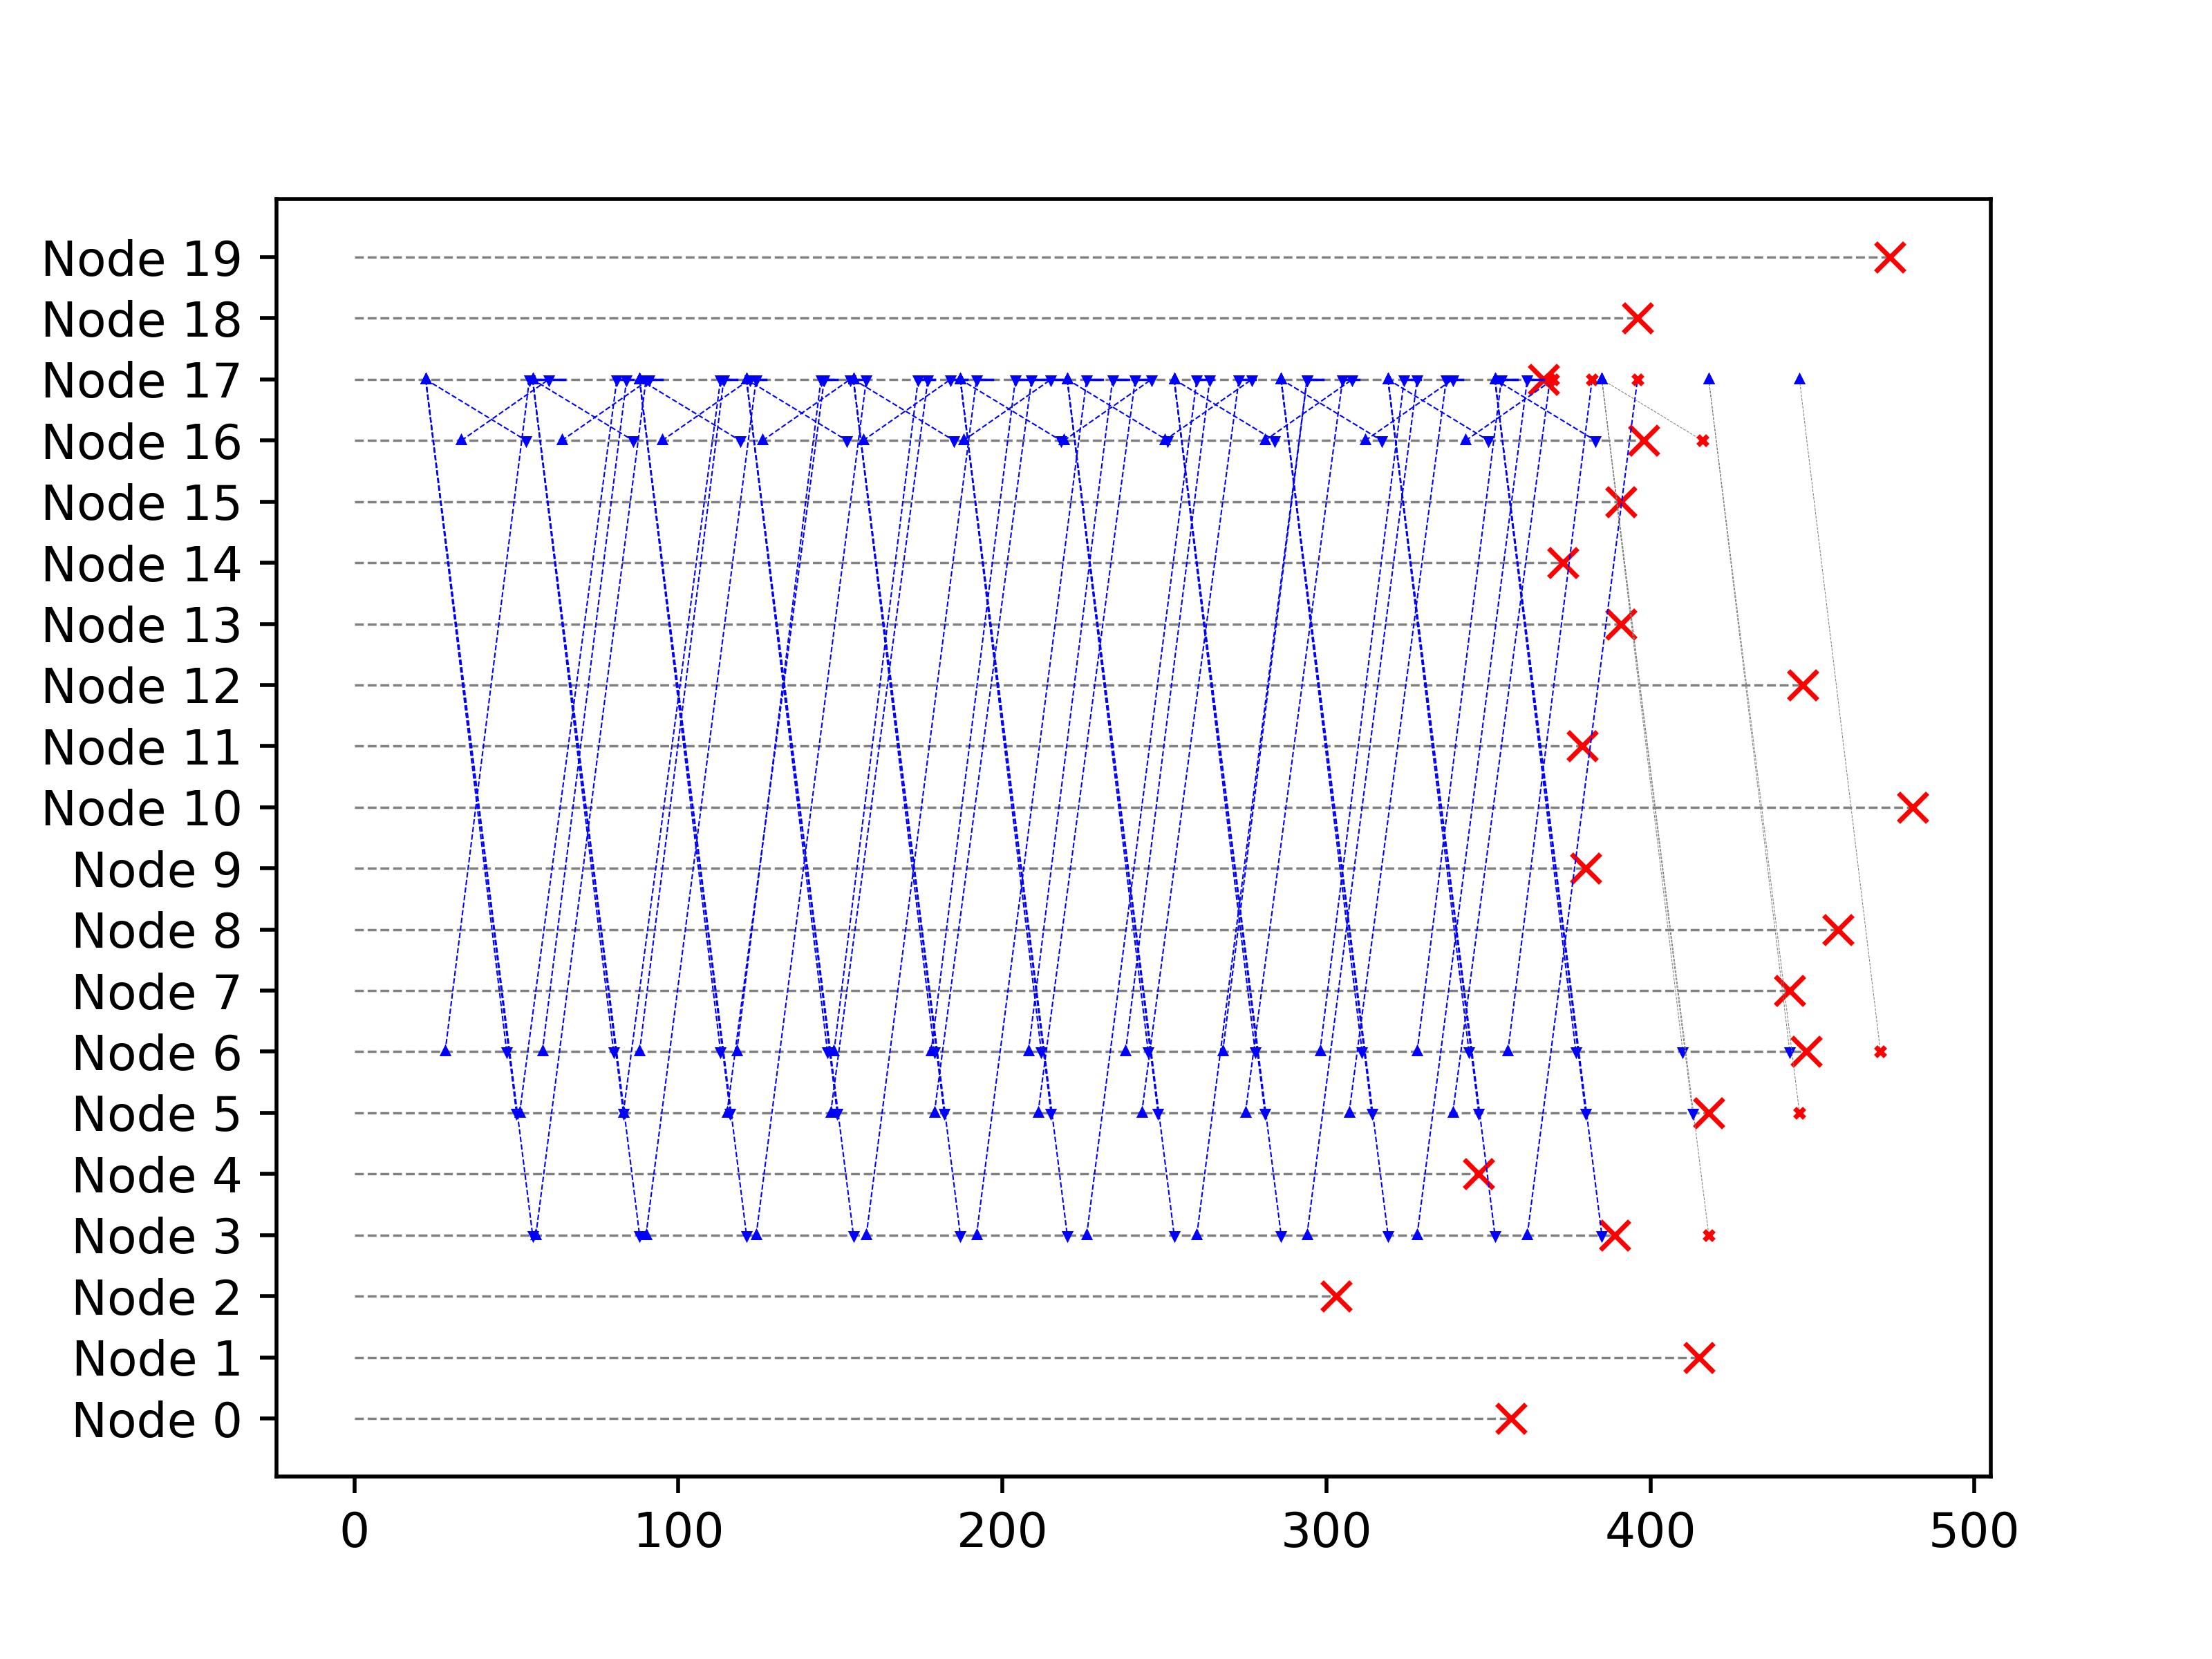 Node 19
Node 18
Node 17
Node 16
Node 15
Node 14
Node 13
Node 12
Node 11
Node 10
Node 9
Node 8
Node 7
Node 6
Node 5
Node 4
Node 3
Node 2
Node 1
Node 0
0 100 200 300 400 500